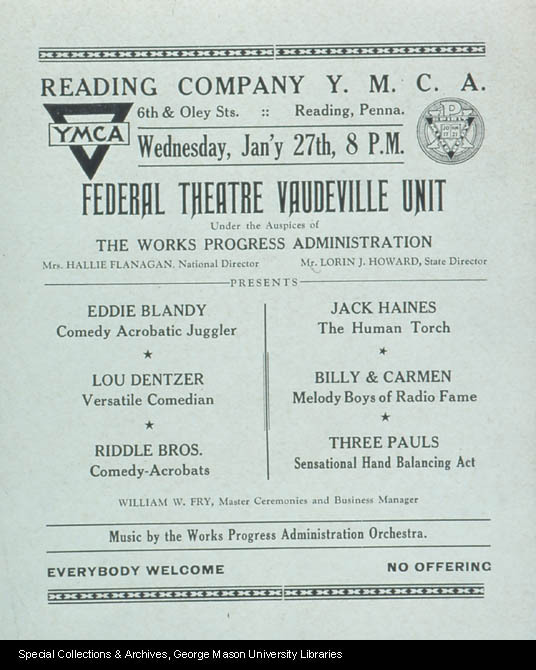 READING COMPANY Y. M. C. A.
6th & Oley Sts. :: Reading, Penna.
YMCA
Wednesday, Jan'y 27th, 8 P.M.
FEDERAL THEATRE VAUDEVILLE UNIT
Under the Auspices of
THE WORKS PROGRESS ADMINISTRATION
Mrs. HALLIE FLANAGAN, National Director
Mr. LORIN J. HOWARD, State Director
PRESENTS
EDDIE BLANDY
Comedy Acrobatic Juggler
LOU DENTZER
Versatile Comedian
RIDDLE BROS.
Comedy-Acrobats
JACK HAINES
The Human Torch
BILLY & CARMEN
Melody Boys of Radio Fame
THREE PAULS
Sensational Hand Balancing Act
WILLIAM W. FRY, Master Ceremonies and Business Manager
Music by the Works Progress Administration Orchestra.
EVERYBODY WELCOME
NO OFFERING
Special Collections & Archives, George Mason University Libraries